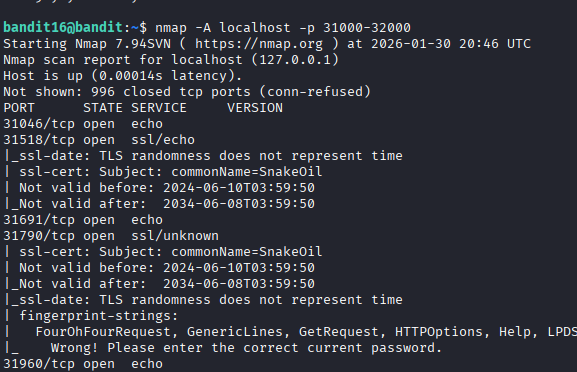 bandit16@bandit:~$ nmap -A localhost -p 31000-32000
Starting Nmap 7.94SVN ( https://nmap.org ) at 2026-01-30 20:46 UTC
Nmap scan report for localhost (127.0.0.1)
Host is up (0.00014s latency).
Not shown: 996 closed tcp ports (conn-refused)
PORT      STATE SERVICE     VERSION
31046/tcp open  echo
31518/tcp open  ssl/echo
|_ssl-date: TLS randomness does not represent time
| ssl-cert: Subject: commonName=SnakeOil
| Not valid before: 2024-06-10T03:59:50
|_Not valid after:  2034-06-08T03:59:50
31691/tcp open  echo
31790/tcp open  ssl/unknown
| ssl-cert: Subject: commonName=SnakeOil
| Not valid before: 2024-06-10T03:59:50
|_Not valid after:  2034-06-08T03:59:50
|_ssl-date: TLS randomness does not represent time
| fingerprint-strings:
|   FourOhFourRequest, GenericLines, GetRequest, HTTPOptions, Help, LPDS
|_    Wrong! Please enter the correct current password.
31960/tcp open  echo